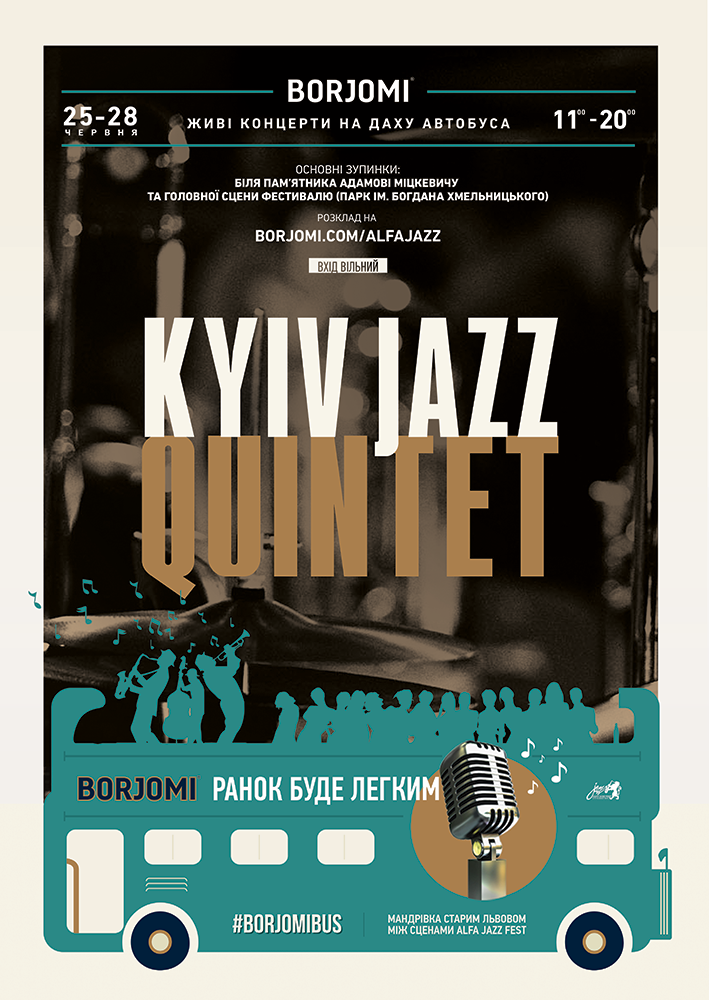 BORJOMI®
25-28
ЧЕРВНЯ
ЖИВІ КОНЦЕРТИ НА ДАХУ АВТОБУСА
11⁰⁰ - 20⁰⁰
ОСНОВНІ ЗУПИНКИ:
БІЛЯ ПАМ'ЯТНИКА АДАМОВІ МІЦКЕВИЧУ
ТА ГОЛОВНОЇ СЦЕНИ ФЕСТИВАЛЮ (ПАРК ІМ. БОГДАНА ХМЕЛЬНИЦЬКОГО)
РОЗКЛАД НА
BORJOMI.COM/ALFAJAZZ
ВХІД ВІЛЬНИЙ
KYIV JAZZ
QUINTET
BORJOMI РАНОК БУДЕ ЛЕГКИМ
#BORJOMIBUS
МАНДРІВКА СТАРИМ ЛЬВОВОМ
МІЖ СЦЕНАМИ ALFA JAZZ FEST